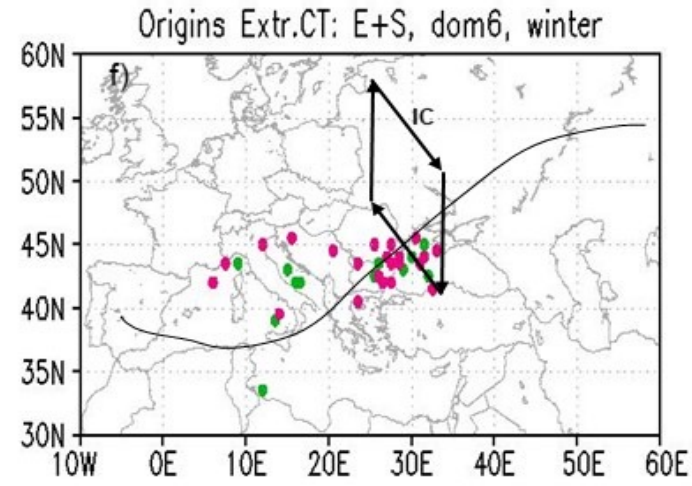 Origins Extr.CT: E+S, dom6, winter
60N
f)
IC
55N
50N
45N
40N
35N
30N
10W 0E 10E 20E 30E 40E 50E 60E